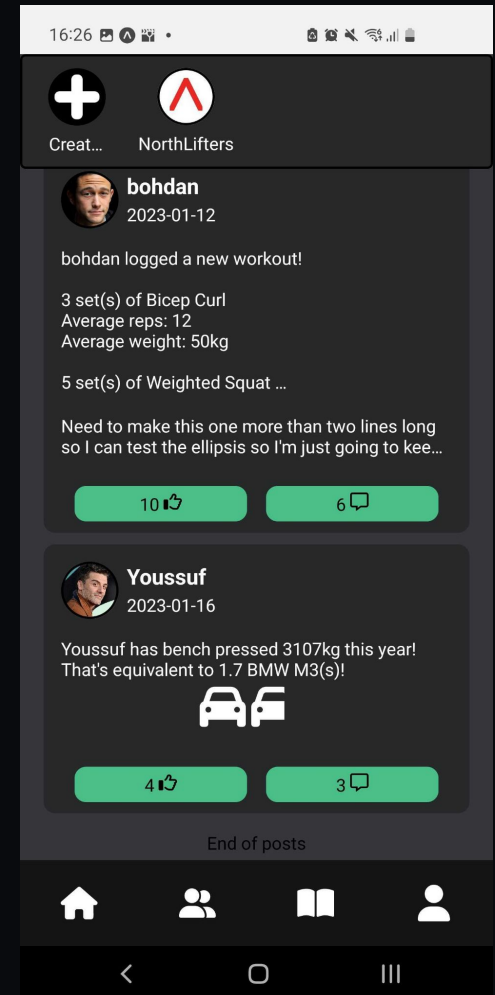 16:26
Creat...
NorthLifters
bohdan
2023-01-12
bohdan logged a new workout!
3 set(s) of Bicep Curl
Average reps: 12
Average weight: 50kg
5 set(s) of Weighted Squat ...
Need to make this one more than two lines long
so I can test the ellipsis so I'm just going to kee...
10
6
Youssuf
2023-01-16
Youssuf has bench pressed 3107kg this year!
That's equivalent to 1.7 BMW M3(s)!
4
3
End of posts